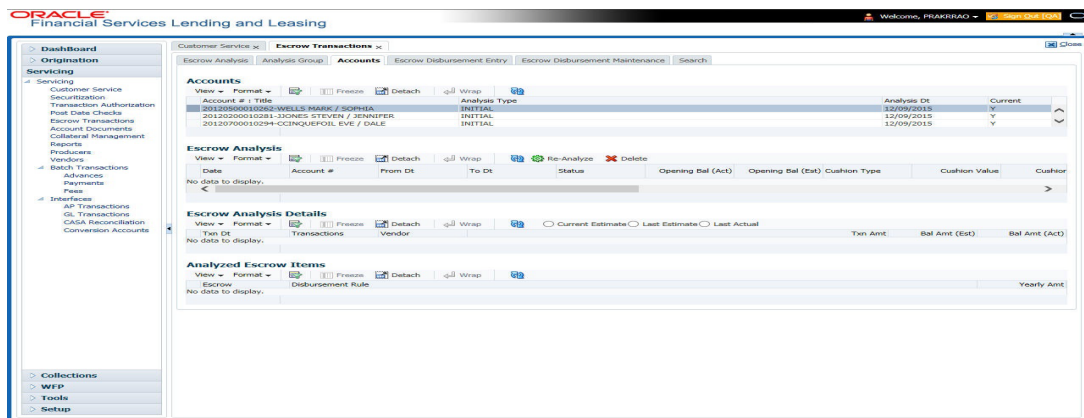 ORACLE®
Financial Services Lending and Leasing
Welcome, PRAKRRAO
Sign Out [QA]
DashBoard
Origination
Servicing
Servicing
Customer Service
Securitization
Transaction Authorization
Post Date Checks
Escrow Transactions
Account Documents
Collateral Management
Reports
Producers
Vendors
Batch Transactions
Advances
Payments
Fees
Interfaces
AP Transactions
GL Transactions
CASA Reconciliation
Conversion Accounts
Collections
WFP
Tools
Setup
Customer Service x Escrow Transactions x
Close
Escrow Analysis Analysis Group Accounts Escrow Disbursement Entry Escrow Disbursement Maintenance Search
Accounts
View Format Freeze Detach Wrap
Account # : Title Analysis Type Analysis Dt Current
20120500010262-WELLS MARK / SOPHIA INITIAL 12/09/2015 Y
20120200010281-JJONES STEVEN / JENNIFER INITIAL 12/09/2015 Y
20120700010294-CCINQUEFOIL EVE / DALE INITIAL 12/09/2015 Y
Escrow Analysis
View Format Freeze Detach Wrap Re-Analyze Delete
Date Account # From Dt To Dt Status Opening Bal (Act) Opening Bal (Est) Cushion Type Cushion Value Cushion
No data to display.
Escrow Analysis Details
View Format Freeze Detach Wrap Current Estimate Last Estimate Last Actual
Txn Dt Transactions Vendor Txn Amt Bal Amt (Est) Bal Amt (Act)
No data to display.
Analyzed Escrow Items
View Format Freeze Detach Wrap
Escrow Disbursement Rule Yearly Amt
No data to display.